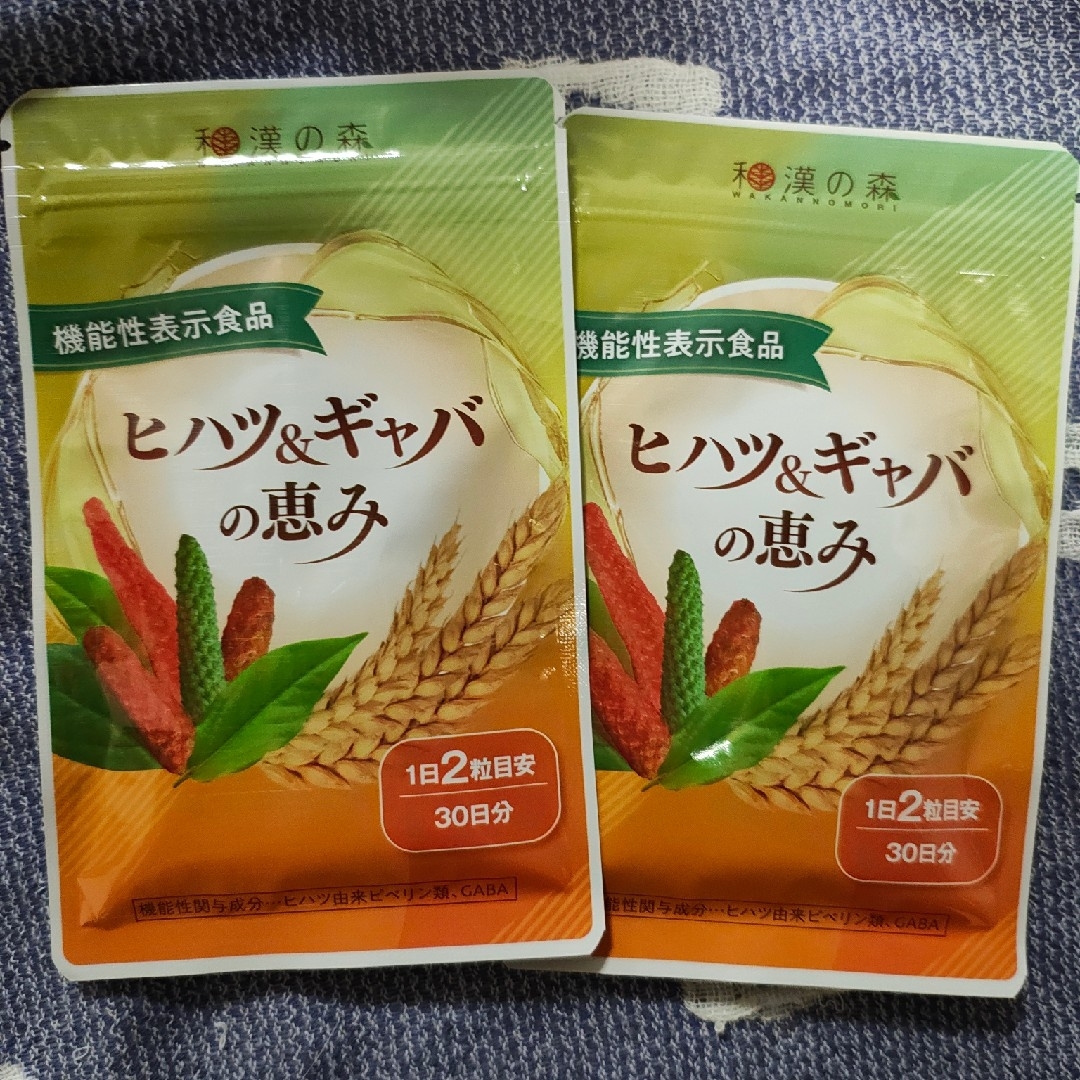 和漢の森
機能性表示食品
ヒハツ&ギャバ
の恵み
1日2粒目安
30日分
機能性関与成分…ヒハツ由来ピペリン類、GABA
和漢の森
WAKANNOMORI
機能性表示食品
ヒハツ&ギャバ
の恵み
1日2粒目安
30日分
能性関与成分…ヒハツ由来ピペリン類、GABA